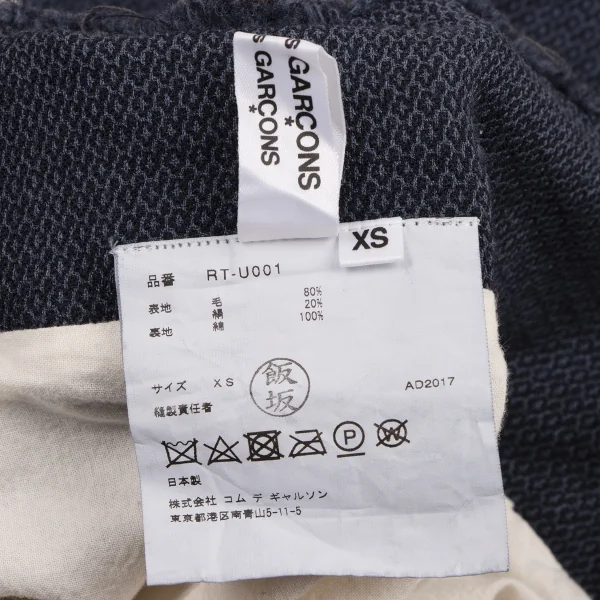 S GARCONS *
S GARCONS *
XS
品番 RT-U001
表地 毛 80%
絹 20%
裏地 綿 100%
サイズ XS
飯坂
縫製責任者
AD2017
P
W
日本製
株式会社 コム デ ギャルソン
東京都港区南青山5-11-5